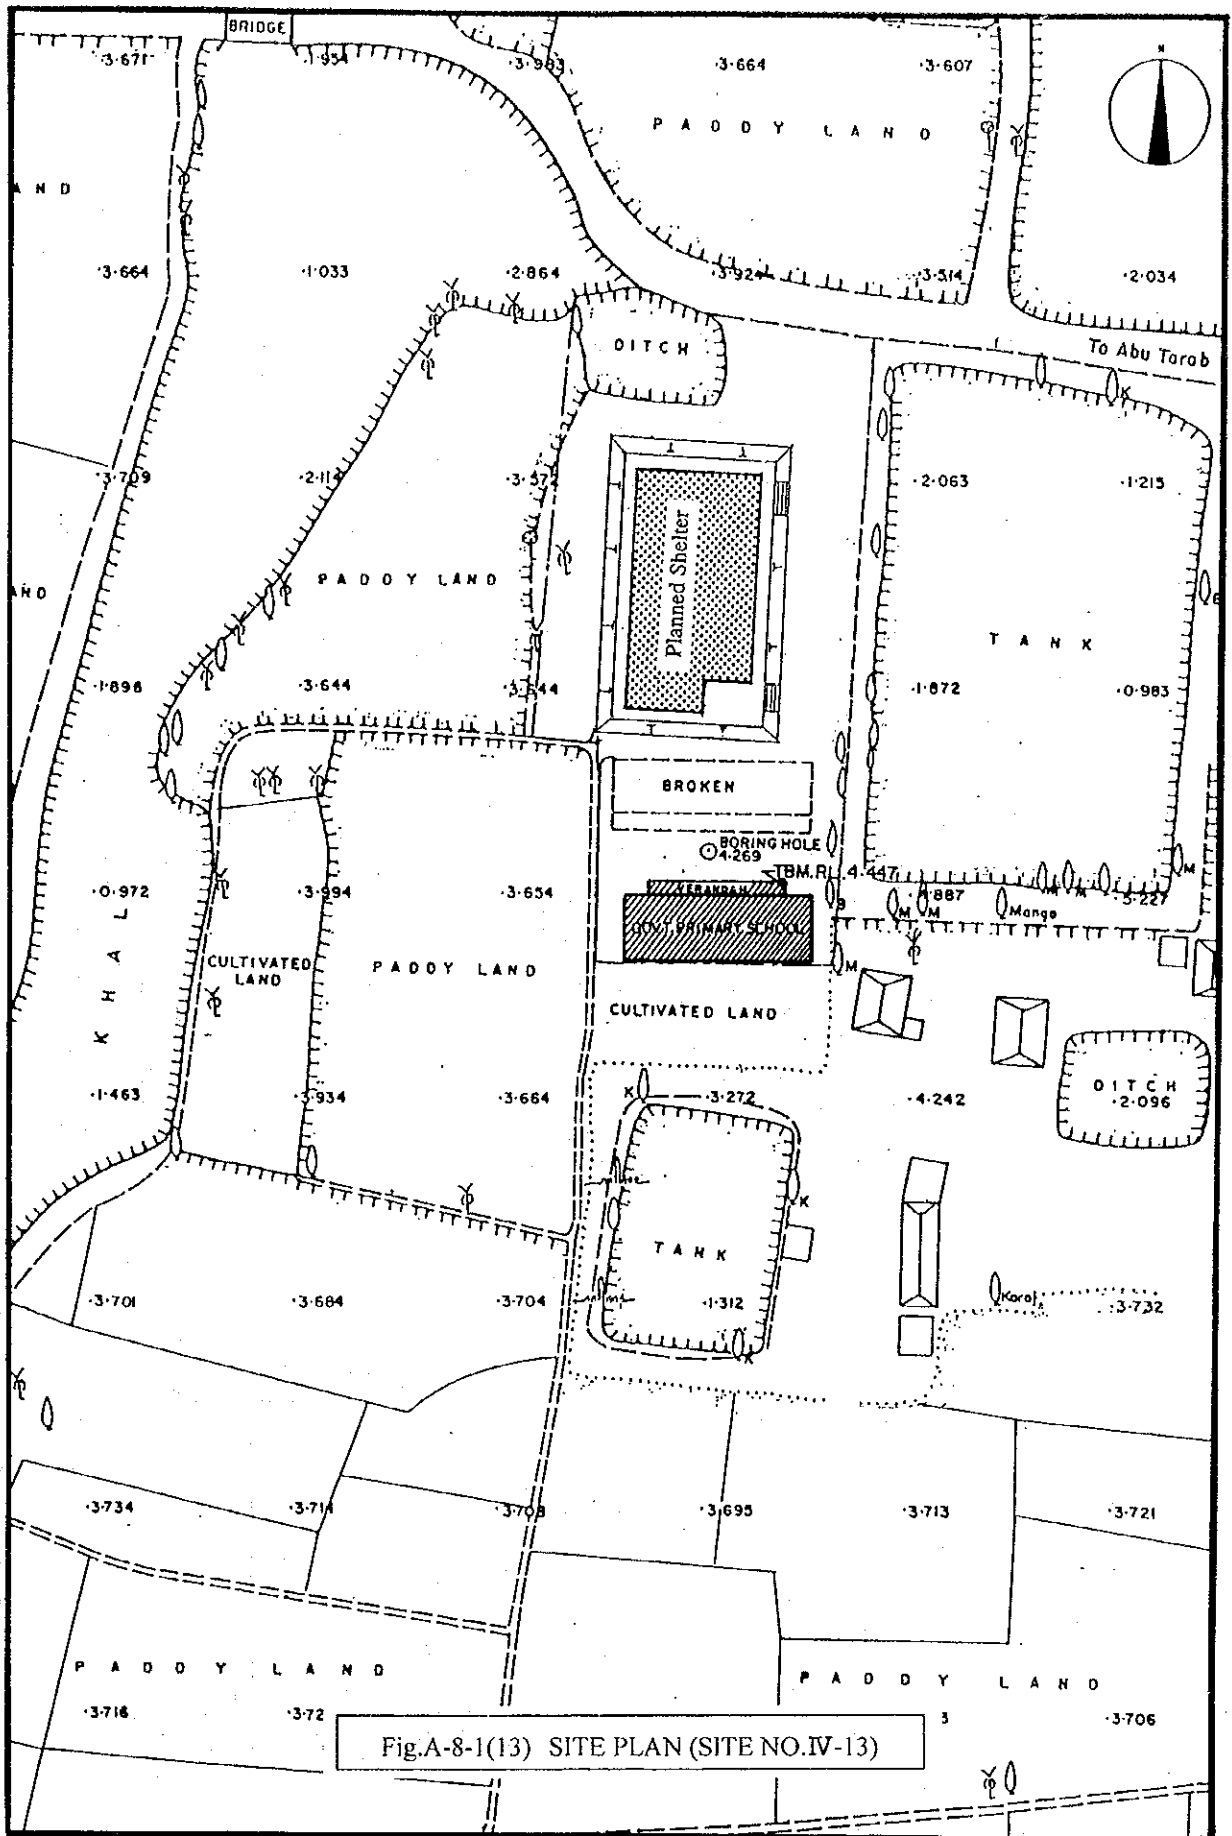 BRIDGE
·3·671
·1·954
·3·983
·3·664
·3·607
N
PADDY LAND
AND
·3·664
·1·033
·2·864
·3·924
·3·514
·2·034
DITCH
To Abu Torab
K
·3·709
·2·114
·3·572
·2·063
·1·215
Planned Shelter
PADDY LAND
AND
TANK
·1·896
·3·644
·3·644
·1·872
·0·983
BROKEN
BORING HOLE
4·269
TBM.RL.4.447
M
·0·972
·3·994
·3·654
VERANDAH
·4·887
·5·227
M
M
M
M
Mango
GOVT. PRIMARY SCHOOL
KHAL
CULTIVATED
LAND
PADDY LAND
M
CULTIVATED LAND
·1·463
·3·934
·3·664
K
·3·272
·4·242
DITCH
·2·096
K
TANK
·3·701
·3·684
·3·704
·1·312
Koroi
·3·732
K
·3·734
·3·714
·3·708
·3·695
·3·713
·3·721
PADDY LAND
PADDY LAND
·3·716
·3·72
3
·3·706
Fig.A-8-1(13) SITE PLAN (SITE NO.IV-13)